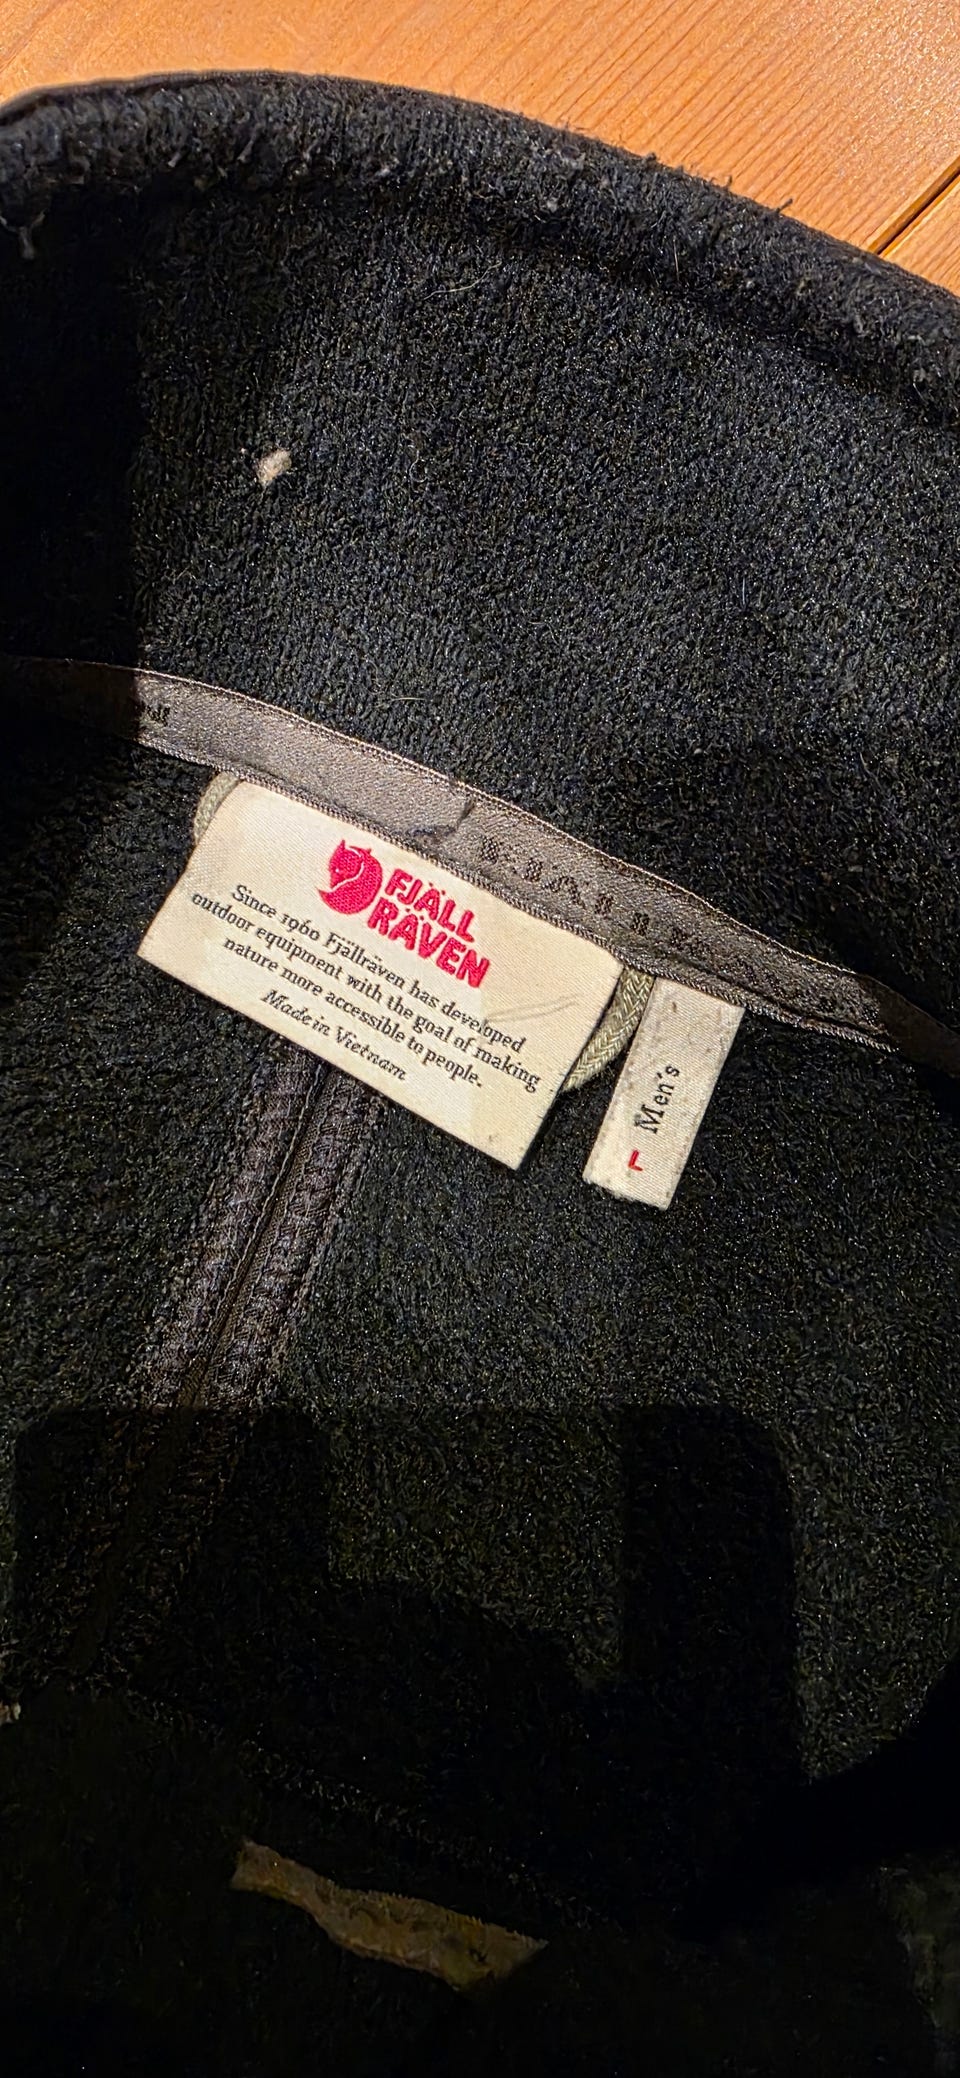 FJÄLL
RÄVEN
Since 1960 Fjällräven has developed
outdoor equipment with the goal of making
nature more accessible to people.
Made in Vietnam
Men's
L